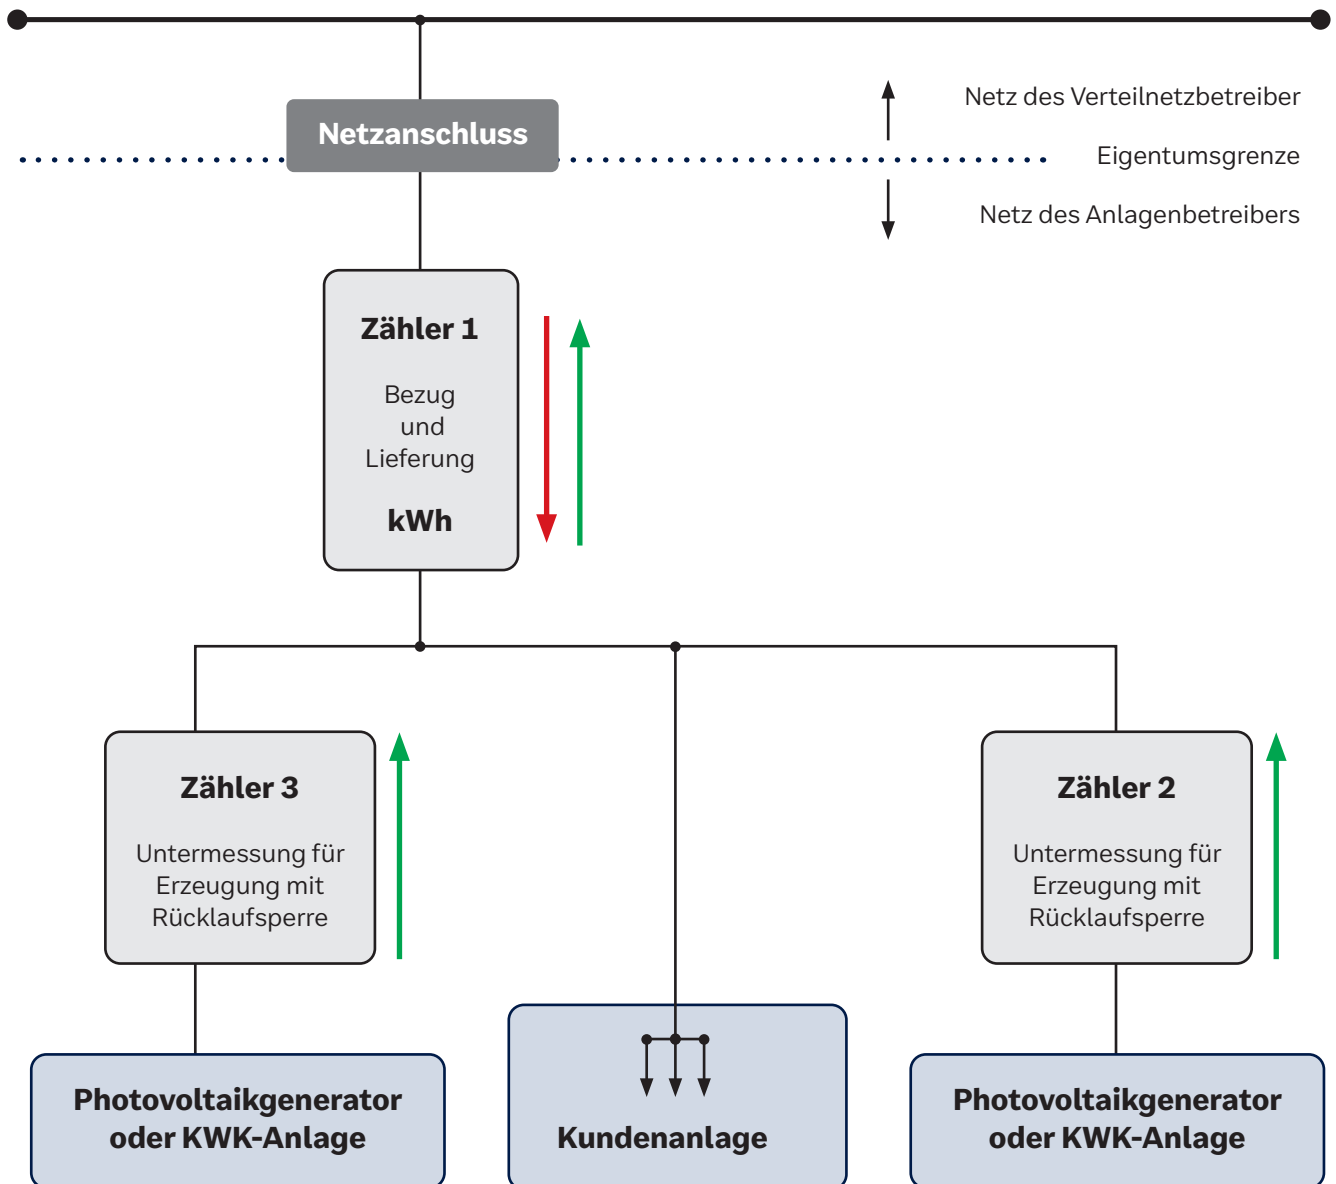 Netzanschluss
Netz des Verteilnetzbetreiber
Eigentumsgrenze
Netz des Anlagenbetreibers
Zähler 1
Bezug
und
Lieferung
kWh
Zähler 3
Untermessung für
Erzeugung mit
Rücklaufsperre
Zähler 2
Untermessung für
Erzeugung mit
Rücklaufsperre
Photovoltaikgenerator
oder KWK-Anlage
Kundenanlage
Photovoltaikgenerator
oder KWK-Anlage